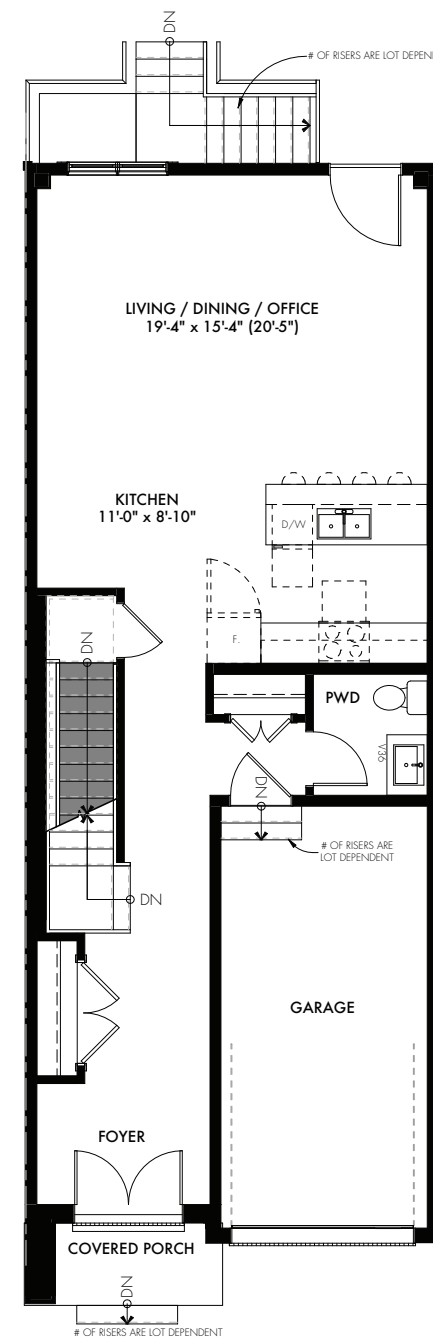 DN
# OF RISERS ARE LOT DEPEN
LIVING / DINING / OFFICE
19'-4" x 15'-4" (20'-5")
KITCHEN
11'-0" x 8'-10"
D/W
F.
DN
PWD
V36
DN
# OF RISERS ARE
LOT DEPENDENT
DN
GARAGE
FOYER
COVERED PORCH
DN
# OF RISERS ARE LOT DEPENDENT